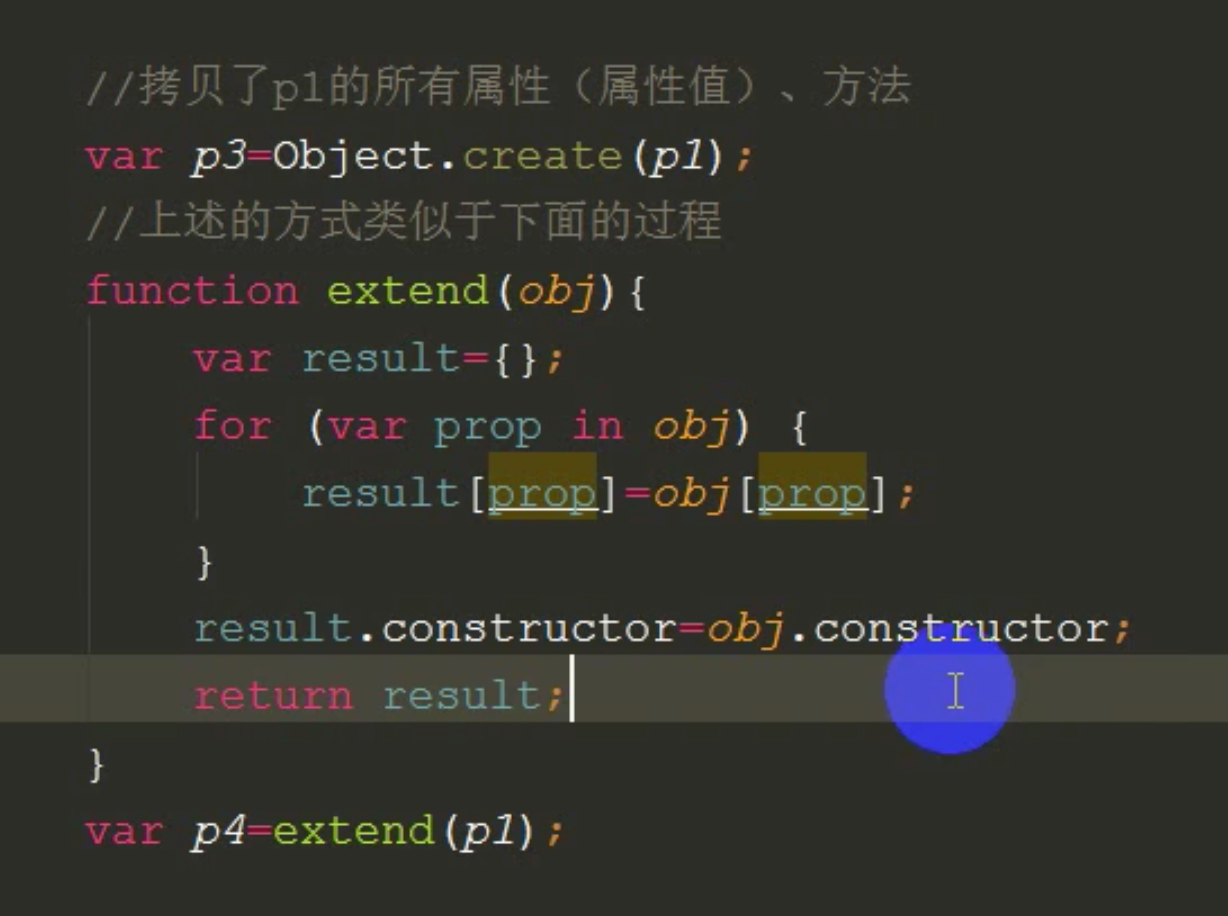 //拷贝了p1的所有属性（属性值）、方法
var p3=Object.create(p1);
//上述的方式类似于下面的过程
function extend(obj){
var result={};
for (var prop in obj) {
result[prop]=obj[prop];
}
result.constructor=obj.constructor;
return result;
}
var p4=extend(p1);